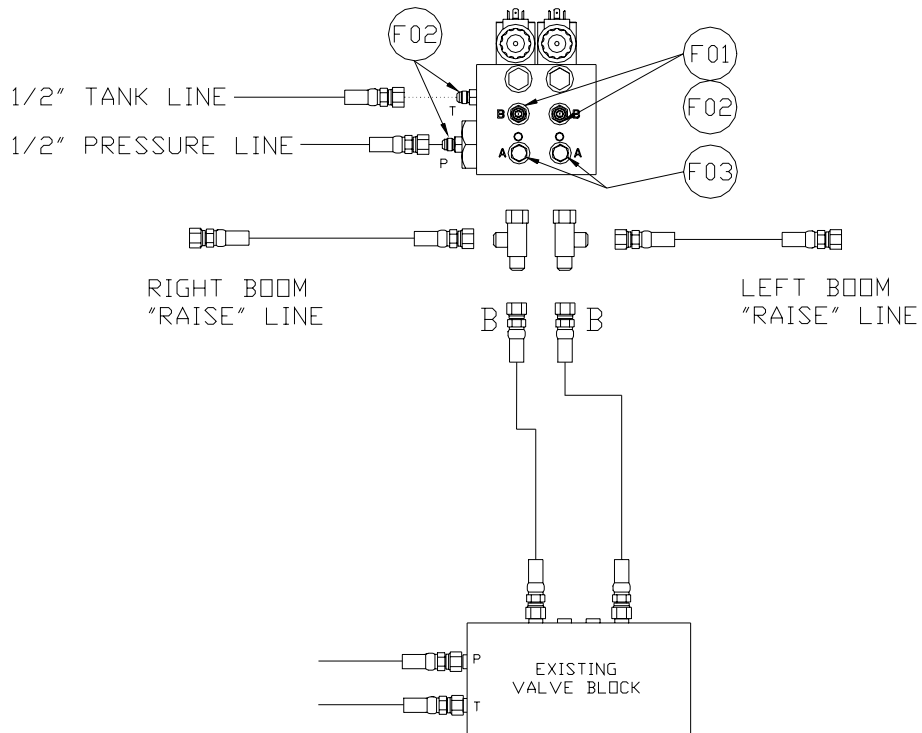 F02
F01
1/2" TANK LINE
T
B
B
F02
1/2" PRESSURE LINE
P
A
A
F03
RIGHT BOOM
"RAISE" LINE
LEFT BOOM
"RAISE" LINE
B
B
P
EXISTING
VALVE BLOCK
T